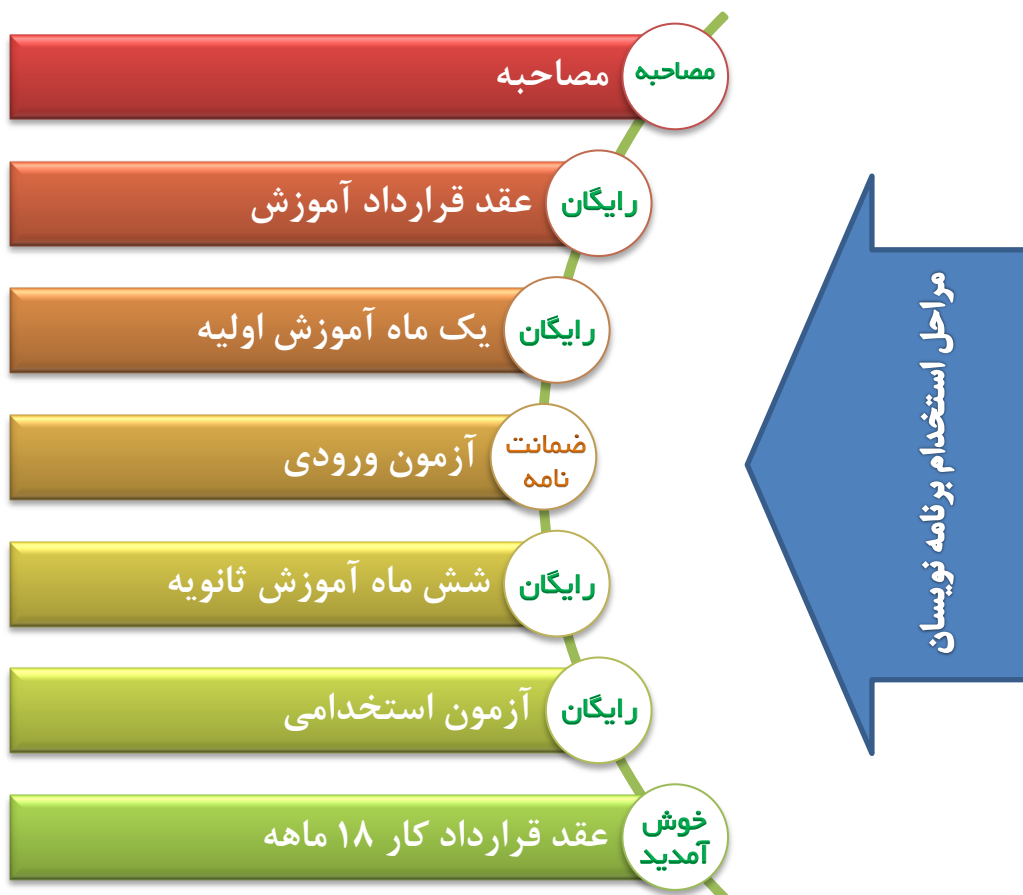 مراحل استخدام برنامه نویسان
مصاحبه
مصاحبه
رایگان
عقد قرارداد آموزش
رایگان
یک ماه آموزش اولیه
ضمانت
نامه
آزمون ورودی
رایگان
شش ماه آموزش ثانویه
رایگان
آزمون استخدامی
خوش
آمدید
عقد قرارداد کار ۱۸ ماهه